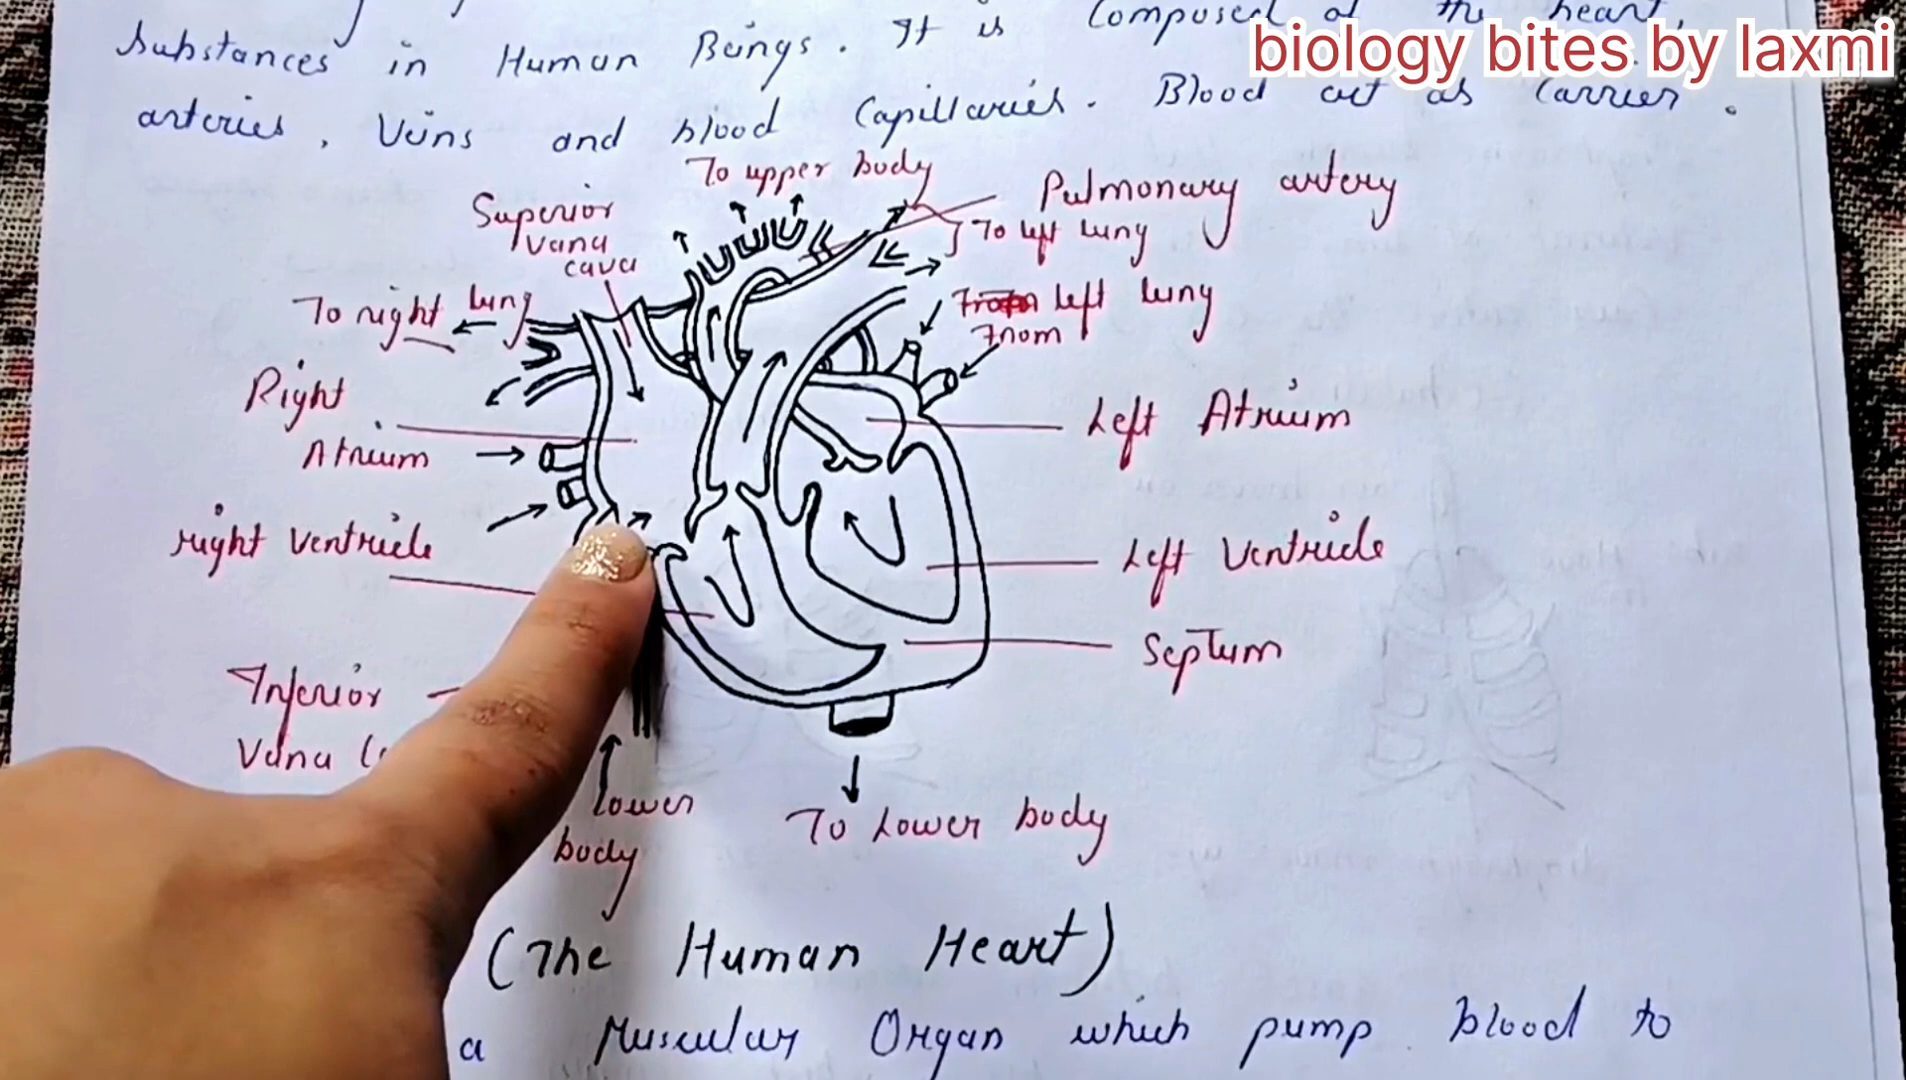 Substances in Human Beings. It is Composed of the heart,
biology bites by laxmi
arteries, Veins and blood Capillaries. Blood act as Carrier.
To upper body
Superior
vana
cava
Pulmonary artery
To left lung
To right lung
From left lung
From
Right
Atrium
Left Atrium
right ventricle
Left Ventricle
Septum
Inferior
Vana
Lower
body
To Lower body
(The Human Heart)
a Muscular Organ which pump blood to